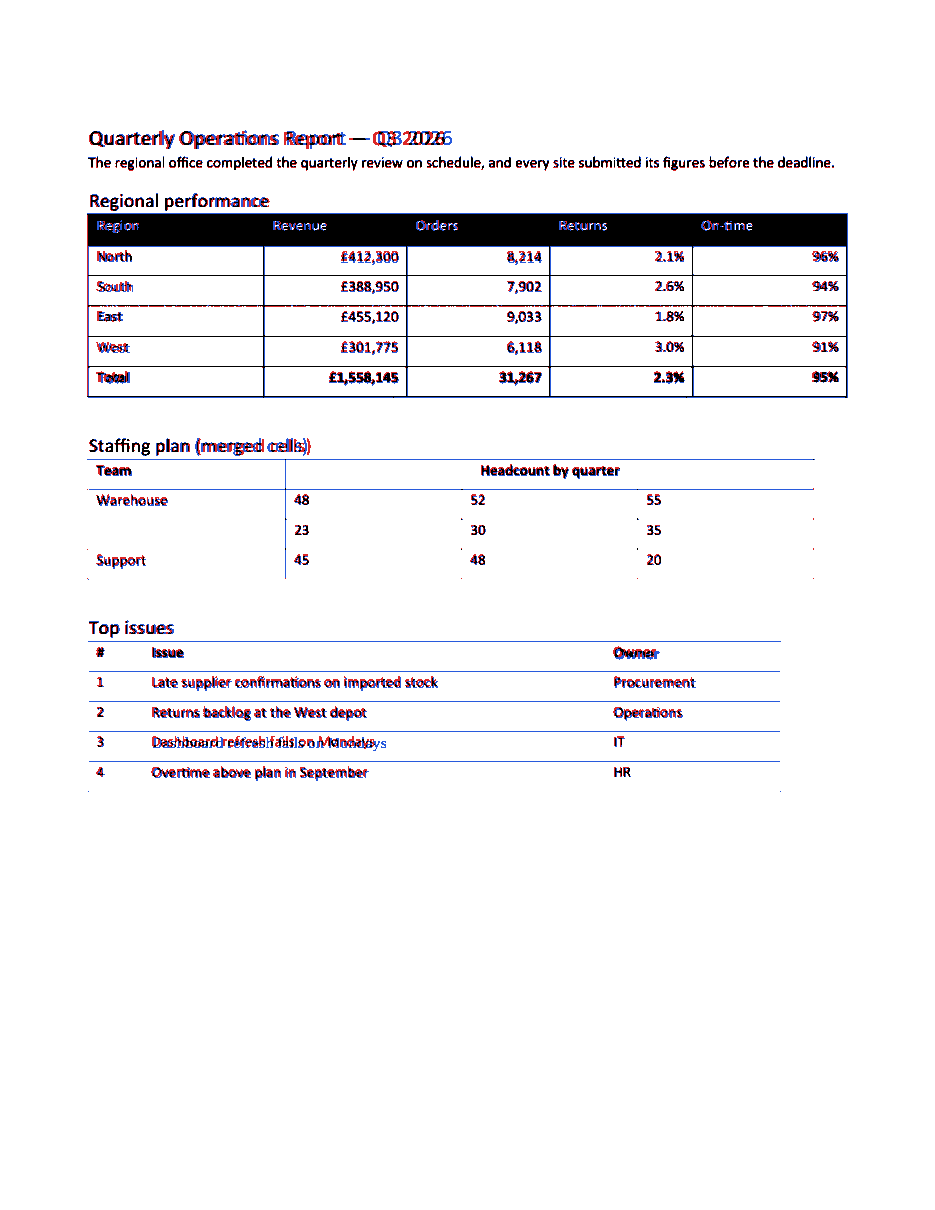 Quarterly Operations Report — Q3 2026
The regional office completed the quarterly review on schedule, and every site submitted its figures before the deadline.
Regional performance
Region Revenue Orders Returns On-time
North £412,300 8,214 2.1% 96%
South £388,950 7,902 2.6% 94%
East £455,120 9,033 1.8% 97%
West £301,775 6,118 3.0% 91%
Total £1,558,145 31,267 2.3% 95%
Staffing plan (merged cells)
Team Headcount by quarter
Warehouse 48 52 55
23 30 35
Support 45 48 20
Top issues
# Issue Owner
1 Late supplier confirmations on imported stock Procurement
2 Returns backlog at the West depot Operations
3 Dashboard refresh fails on Mondays IT
4 Overtime above plan in September HR